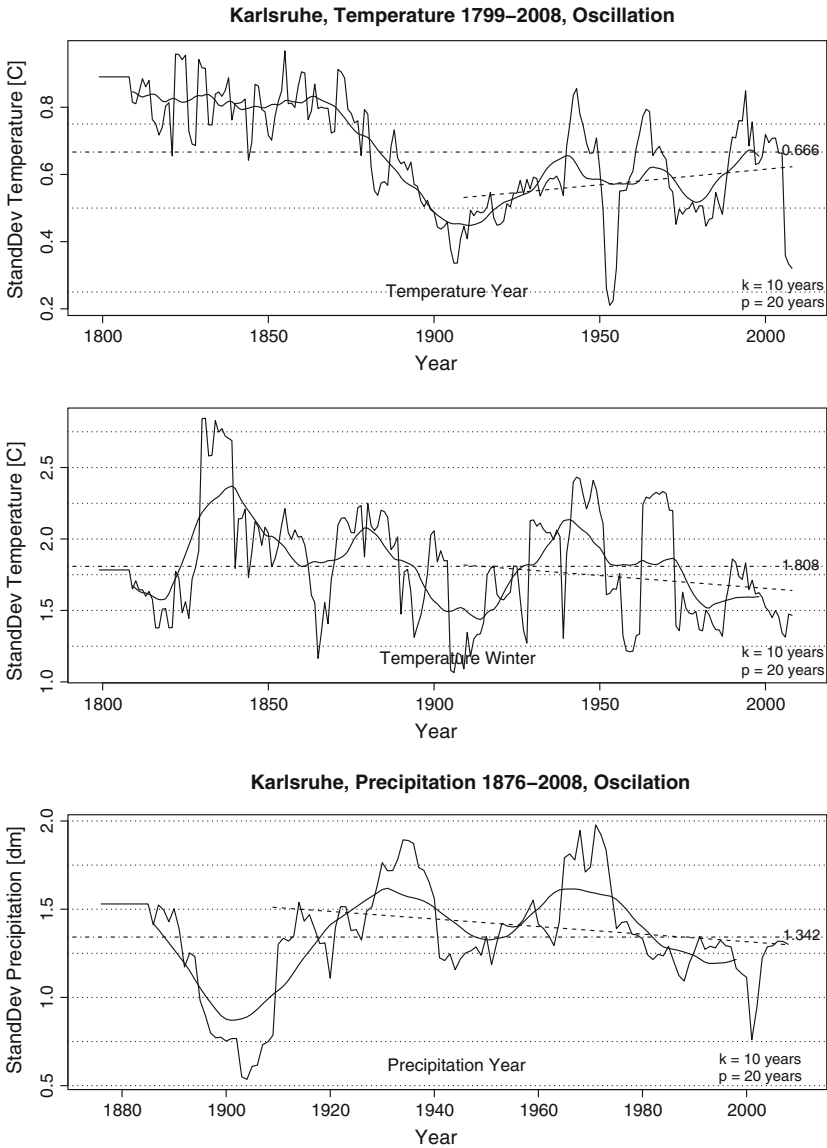 Karlsruhe, Temperature 1799−2008, Oscillation
StandDev Temperature [C]
0.8
0.6
0.4
0.2
0.666
Temperature Year
k = 10 years
p = 20 years
1800 1850 1900 1950 2000
Year
StandDev Temperature [C]
2.5
2.0
1.5
1.0
1.808
Temperature Winter
k = 10 years
p = 20 years
1800 1850 1900 1950 2000
Year
Karlsruhe, Precipitation 1876−2008, Oscilation
StandDev Precipitation [dm]
2.0
1.5
1.0
0.5
1.342
Precipitation Year
k = 10 years
p = 20 years
1880 1900 1920 1940 1960 1980 2000
Year